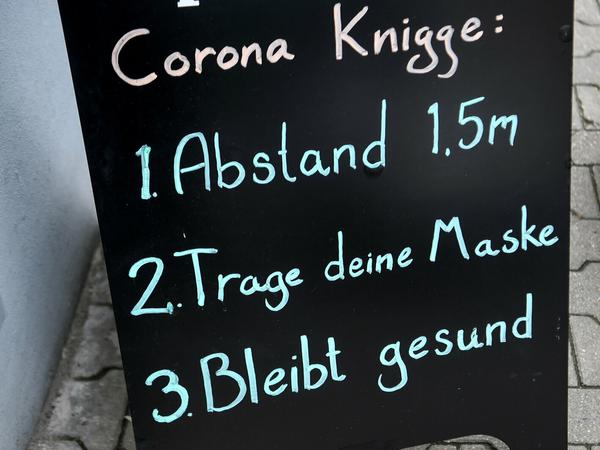 Corona Knigge:
1. Abstand 1.5m
2. Trage deine Maske
3. Bleibt gesund